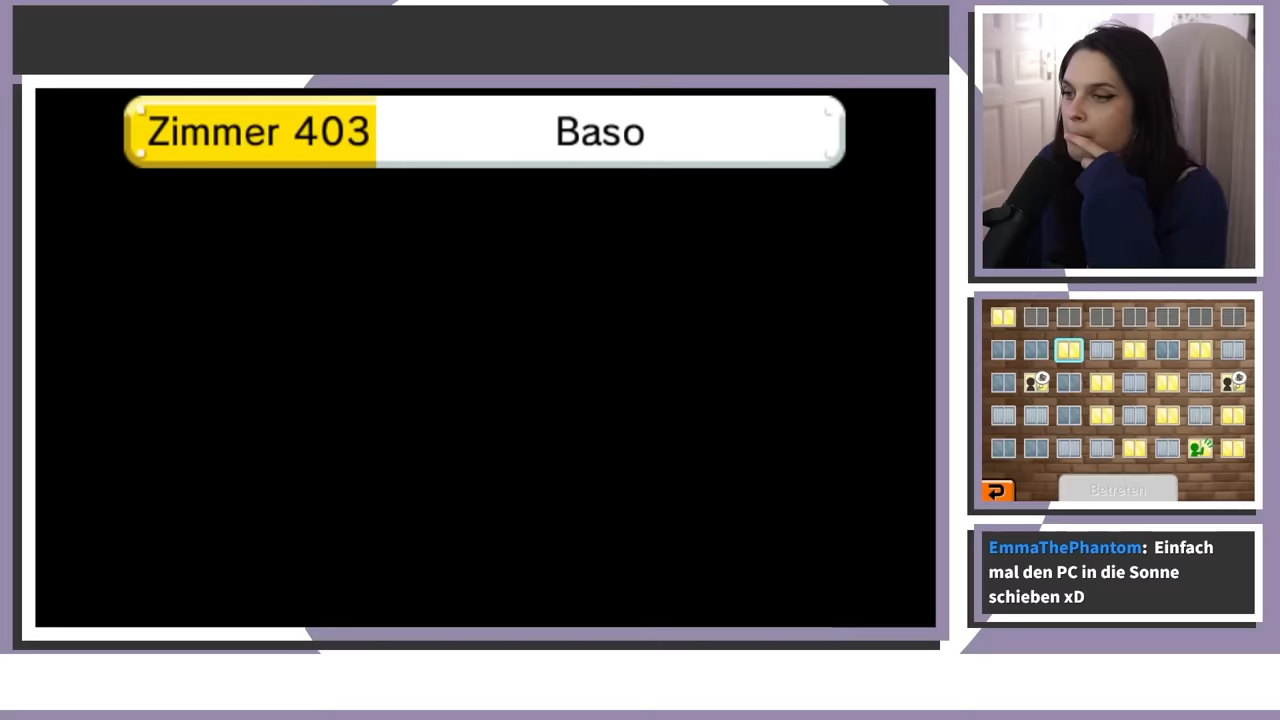 Zimmer 403 Baso
Betreten
EmmaThePhantom: Einfach
mal den PC in die Sonne
schieben xD